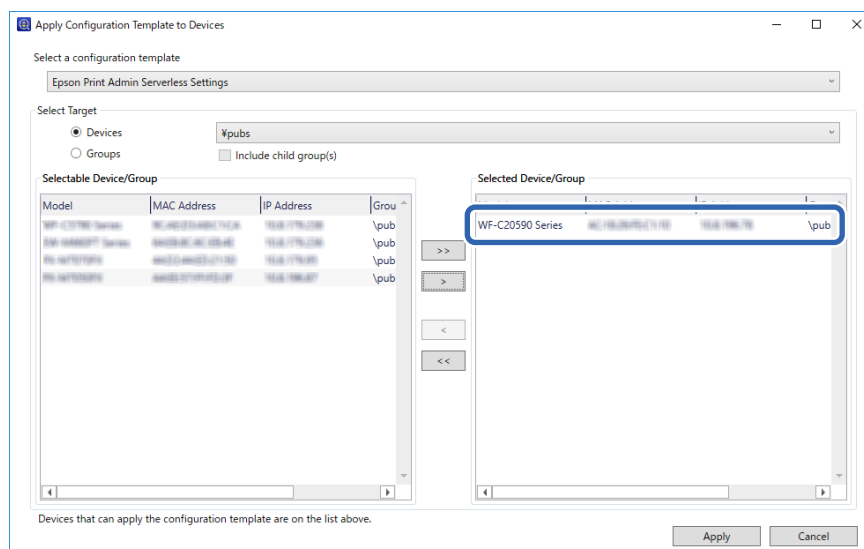 Apply Configuration Template to Devices
Select a configuration template
Epson Print Admin Serverless Settings
Select Target
Devices
¥pubs
Groups
Include child group(s)
Selectable Device/Group
Selected Device/Group
Model MAC Address IP Address Grou
\pub
\pub
\pub
\pub
WF-C20590 Series \pub
>>
>
<
<<
Devices that can apply the configuration template are on the list above.
Apply Cancel